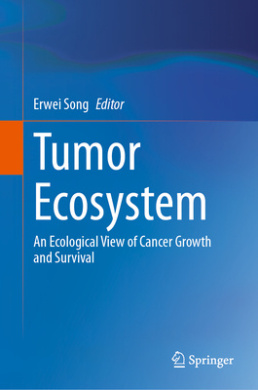 Erwei Song Editor
Tumor
Ecosystem
An Ecological View of Cancer Growth
and Survival
Springer